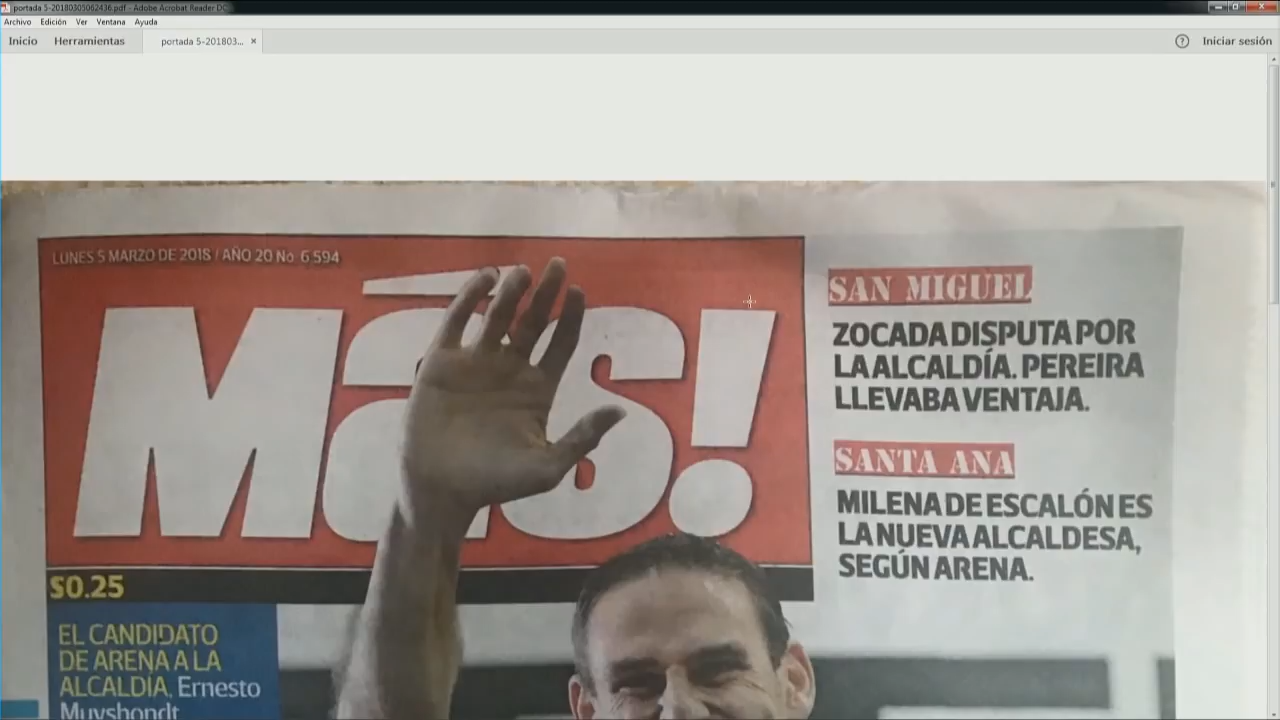 portada 5-20180305062436.pdf - Adobe Acrobat Reader DC
Archivo Edición Ver Ventana Ayuda
Inicio Herramientas portada 5-201803... × ? Iniciar sesión
LUNES 5 MARZO DE 2018 / AÑO 20 No. 6.594
Más!
$0.25
EL CANDIDATO
DE ARENA A LA
ALCALDÍA, Ernesto
Muyshondt
SAN MIGUEL
ZOCADA DISPUTA POR
LA ALCALDÍA. PEREIRA
LLEVABA VENTAJA.
SANTA ANA
MILENA DE ESCALÓN ES
LA NUEVA ALCALDESA,
SEGÚN ARENA.